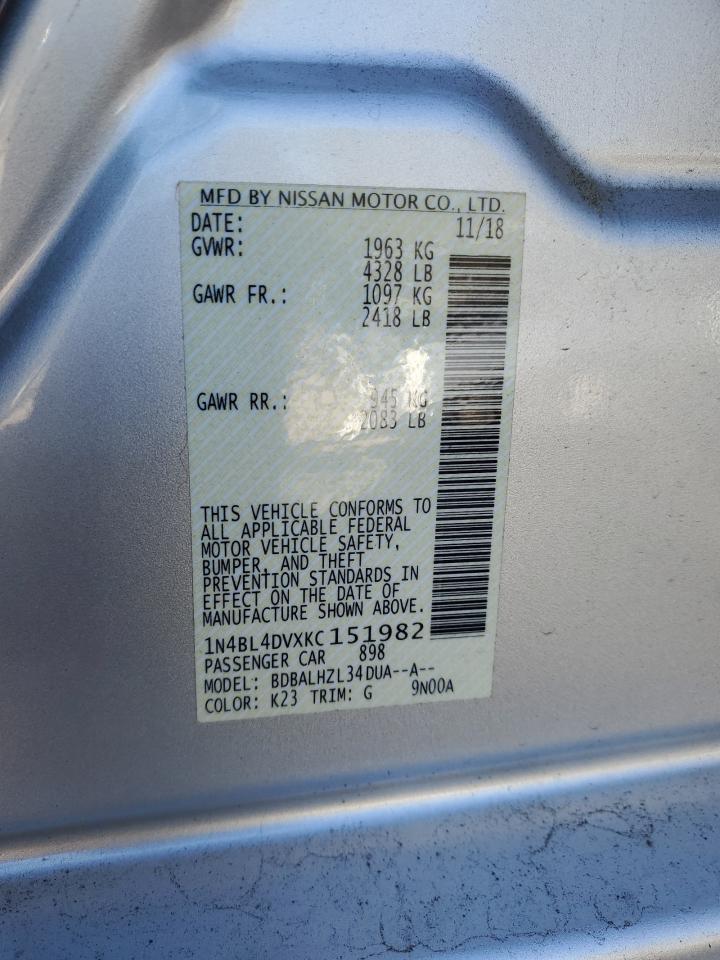 MFD BY NISSAN MOTOR CO., LTD.
DATE: 11/18
GVWR: 1963 KG
4328 LB
GAWR FR.: 1097 KG
2418 LB
GAWR RR.: 945 KG
2083 LB
THIS VEHICLE CONFORMS TO
ALL APPLICABLE FEDERAL
MOTOR VEHICLE SAFETY,
BUMPER, AND THEFT
PREVENTION STANDARDS IN
EFFECT ON THE DATE OF
MANUFACTURE SHOWN ABOVE.
1N4BL4DVXKC151982
PASSENGER CAR 898
MODEL: BDBALHZL34DUA--A--
COLOR: K23 TRIM: G 9N00A